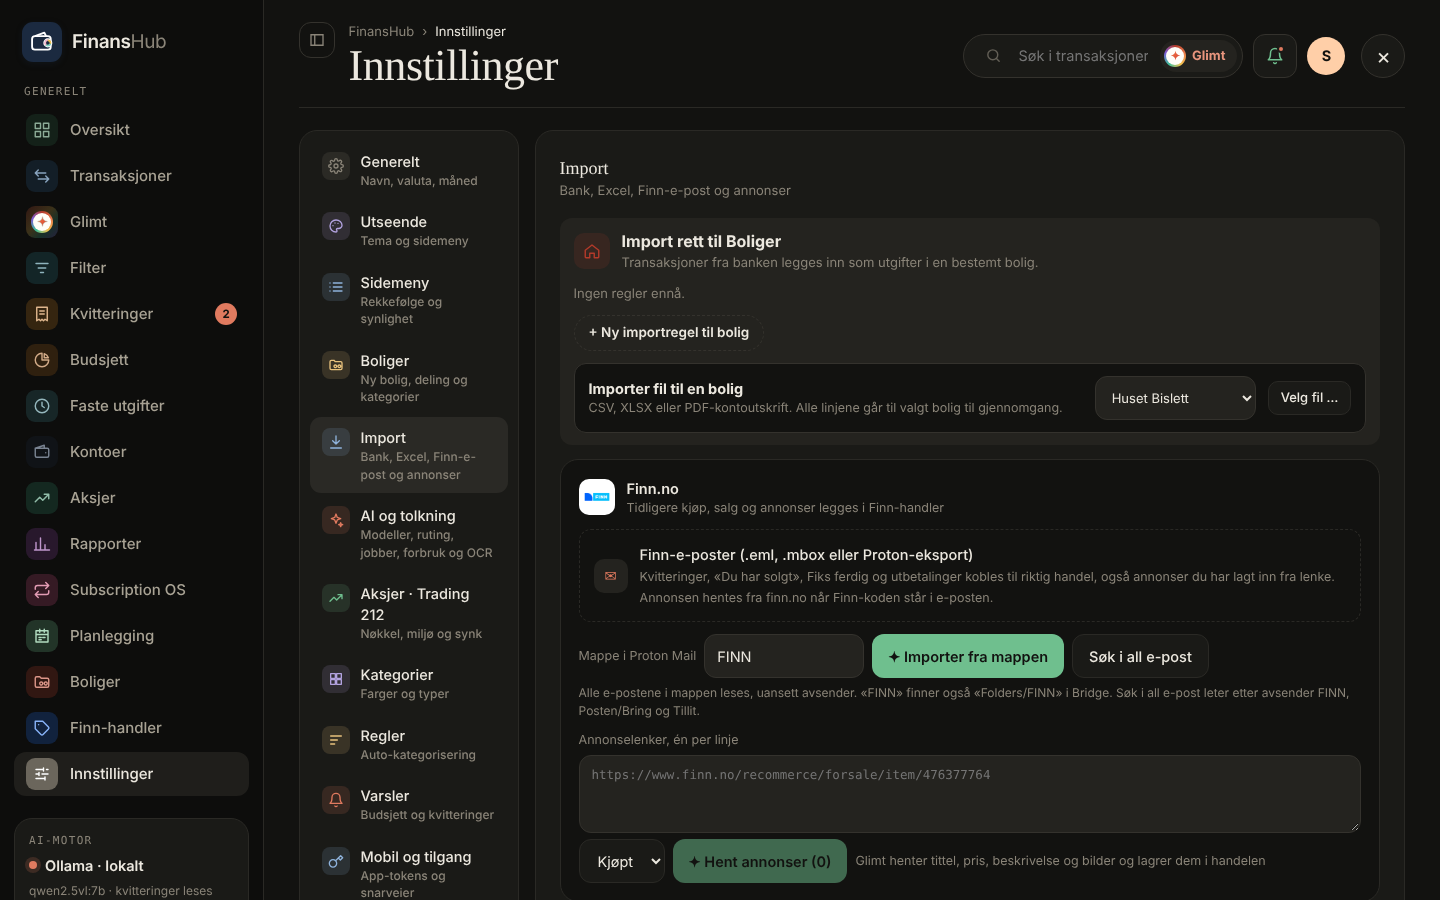 FinansHub
GENERELT
Oversikt
Transaksjoner
Glimt
Filter
Kvitteringer
2
Budsjett
Faste utgifter
Kontoer
Aksjer
Rapporter
Subscription OS
Planlegging
Boliger
Finn-handler
Innstillinger
AI-MOTOR
Ollama · lokalt
qwen2.5vl:7b · kvitteringer leses
FinansHub › Innstillinger
Innstillinger
Søk i transaksjoner
Glimt
S
×
Generelt
Navn, valuta, måned
Utseende
Tema og sidemeny
Sidemeny
Rekkefølge og
synlighet
Boliger
Ny bolig, deling og
kategorier
Import
Bank, Excel, Finn-e-
post og annonser
AI og tolkning
Modeller, ruting,
jobber, forbruk og OCR
Aksjer · Trading
212
Nøkkel, miljø og synk
Kategorier
Farger og typer
Regler
Auto-kategorisering
Varsler
Budsjett og kvitteringer
Mobil og tilgang
App-tokens og
snarveier
Import
Bank, Excel, Finn-e-post og annonser
Import rett til Boliger
Transaksjoner fra banken legges inn som utgifter i en bestemt bolig.
Ingen regler ennå.
+ Ny importregel til bolig
Importer fil til en bolig
CSV, XLSX eller PDF-kontoutskrift. Alle linjene går til valgt bolig til gjennomgang.
Huset Bislett
Velg fil ...
FINN
Finn.no
Tidligere kjøp, salg og annonser legges i Finn-handler
Finn-e-poster (.eml, .mbox eller Proton-eksport)
Kvitteringer, «Du har solgt», Fiks ferdig og utbetalinger kobles til riktig handel, også annonser du har lagt inn fra lenke.
Annonsen hentes fra finn.no når Finn-koden står i e-posten.
Mappe i Proton Mail
FINN
✦ Importer fra mappen
Søk i all e-post
Alle e-postene i mappen leses, uansett avsender. «FINN» finner også «Folders/FINN» i Bridge. Søk i all e-post leter etter avsender FINN,
Posten/Bring og Tillit.
Annonselenker, én per linje
https://www.finn.no/recommerce/forsale/item/476377764
Kjøpt
✦ Hent annonser (0)
Glimt henter tittel, pris, beskrivelse og bilder og lagrer dem i handelen